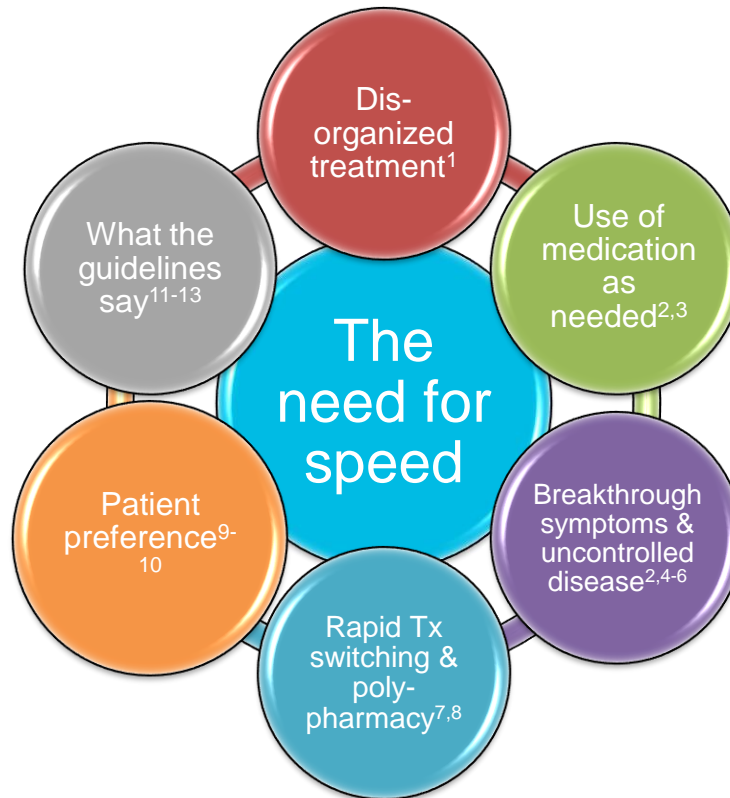 Dis-
organized
treatment1
Use of
medication
as
needed2,3
Breakthrough
symptoms &
uncontrolled
disease2,4-6
Rapid Tx
switching &
poly-
pharmacy7,8
Patient
preference9-
10
What the
guidelines
say11-13
The
need for
speed